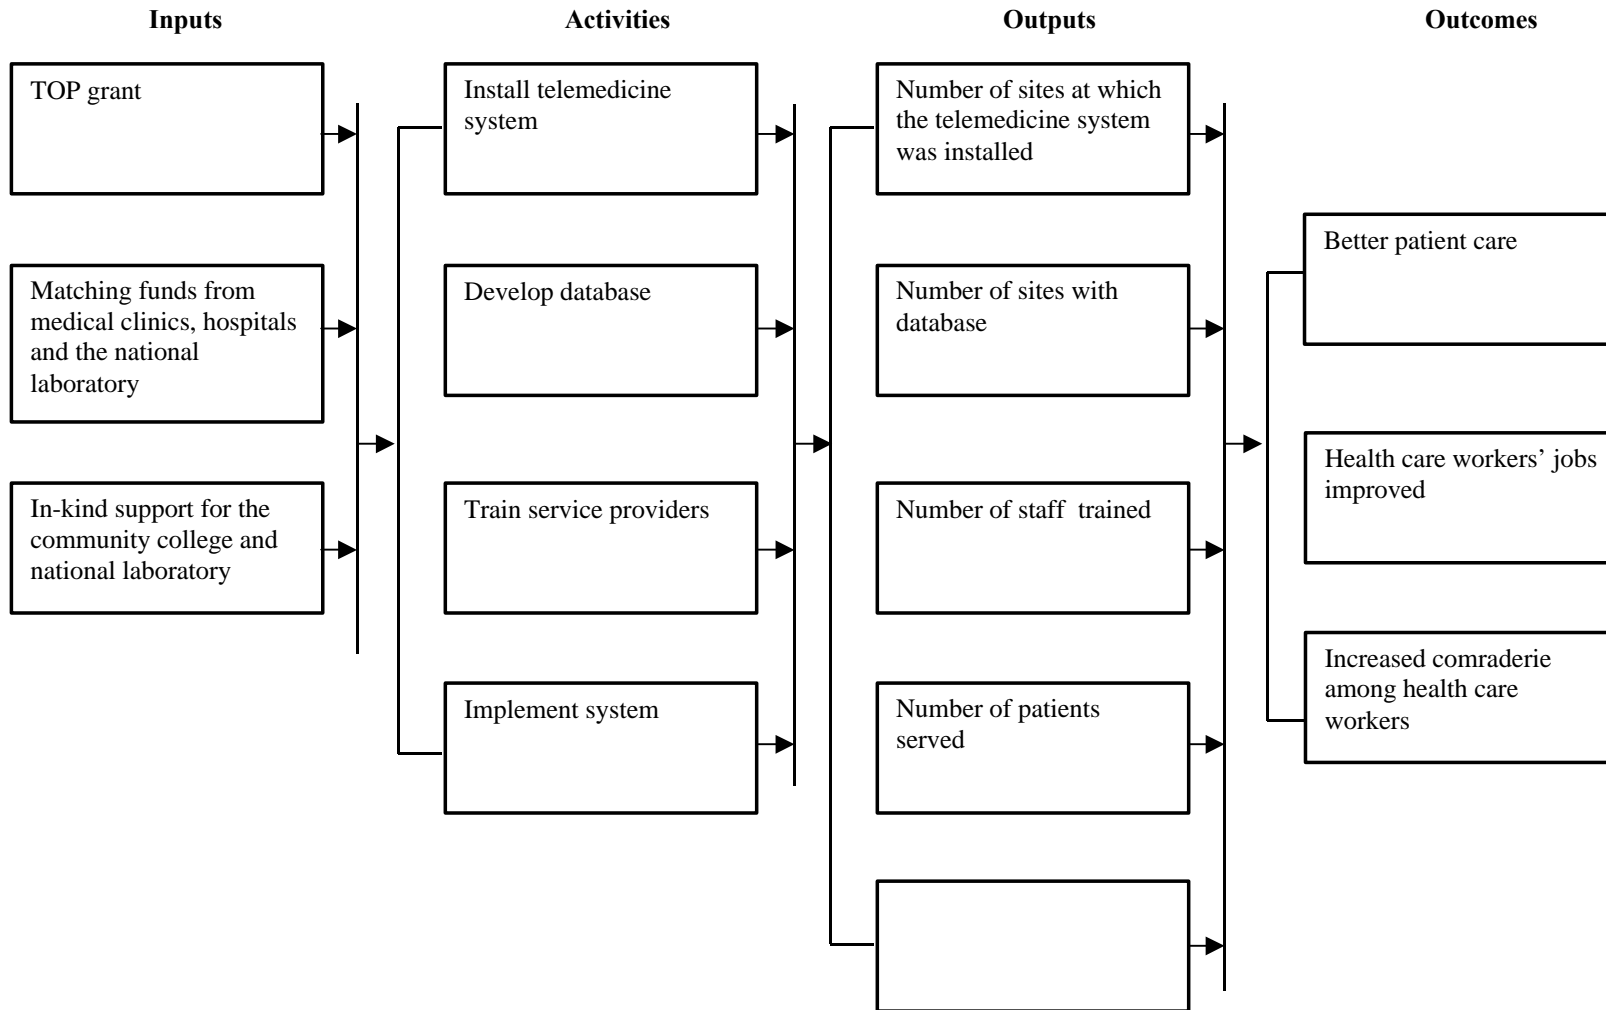 Inputs
Activities
Outputs
Outcomes
TOP grant
Matching funds from
medical clinics, hospitals
and the national
laboratory
In-kind support for the
community college and
national laboratory
Install telemedicine
system
Develop database
Train service providers
Implement system
Number of sites at which
the telemedicine system
was installed
Number of sites with
database
Number of staff trained
Number of patients
served
Better patient care
Health care workers’ jobs
improved
Increased comraderie
among health care
workers